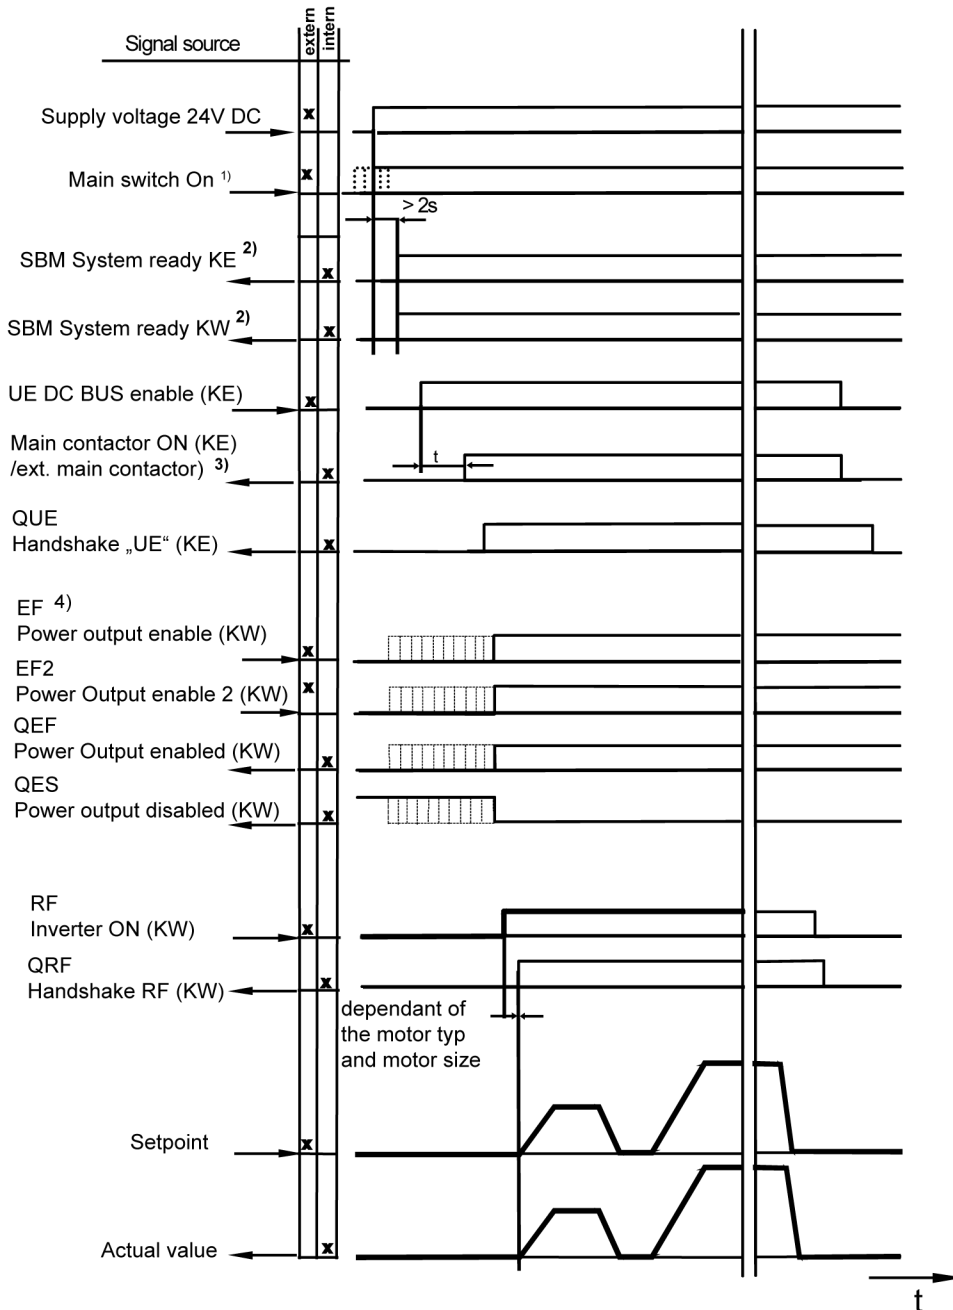 Signal source
extern
intern
Supply voltage 24V DC
x
Main switch On 1)
x
> 2s
SBM System ready KE 2)
x
SBM System ready KW 2)
x
UE DC BUS enable (KE)
x
Main contactor ON (KE)
/ext. main contactor) 3)
x
t
QUE
Handshake „UE“ (KE)
x
EF 4)
Power output enable (KW)
x
EF2
Power Output enable 2 (KW)
x
QEF
Power Output enabled (KW)
x
QES
Power output disabled (KW)
x
RF
Inverter ON (KW)
x
QRF
Handshake RF (KW)
x
dependant of
the motor typ
and motor size
Setpoint
x
Actual value
x
t